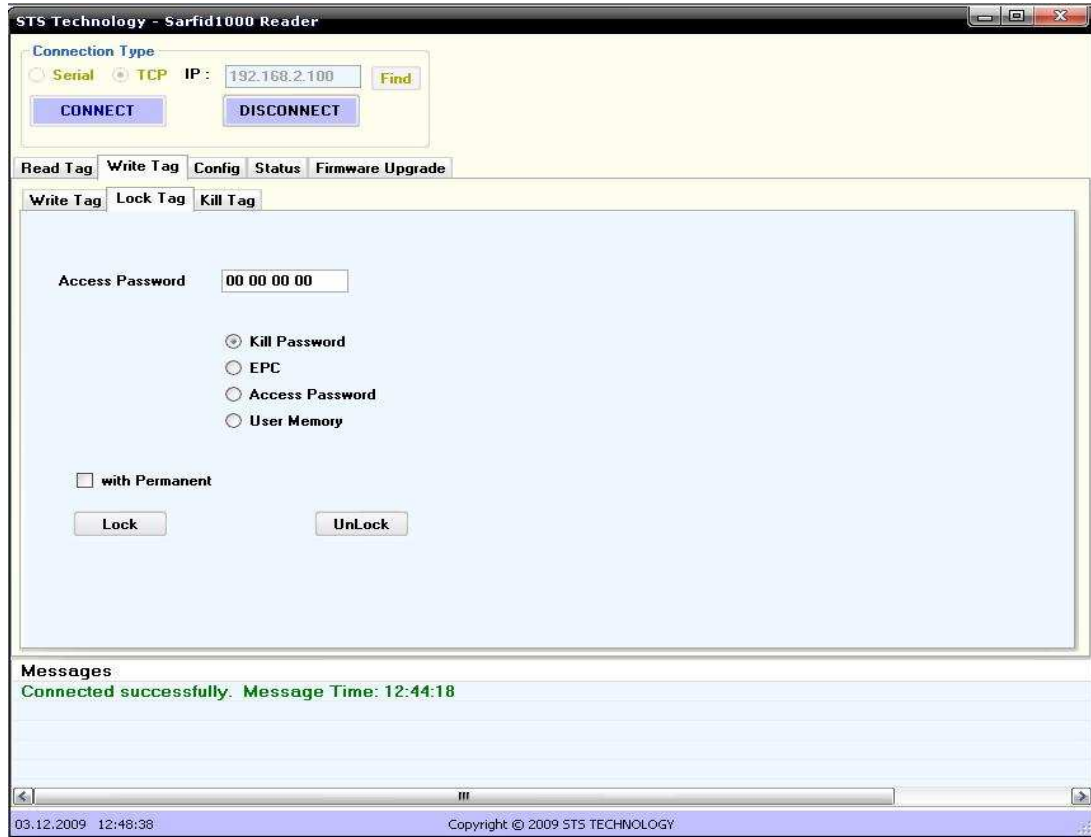 STS Technology - Sarfid1000 Reader
Connection Type
Serial TCP IP : 192.168.2.100 Find
CONNECT DISCONNECT
Read Tag Write Tag Config Status Firmware Upgrade
Write Tag Lock Tag Kill Tag
Access Password 00 00 00 00
Kill Password
EPC
Access Password
User Memory
with Permanent
Lock UnLock
Messages
Connected successfully. Message Time: 12:44:18
03.12.2009 12:48:38 Copyright © 2009 STS TECHNOLOGY